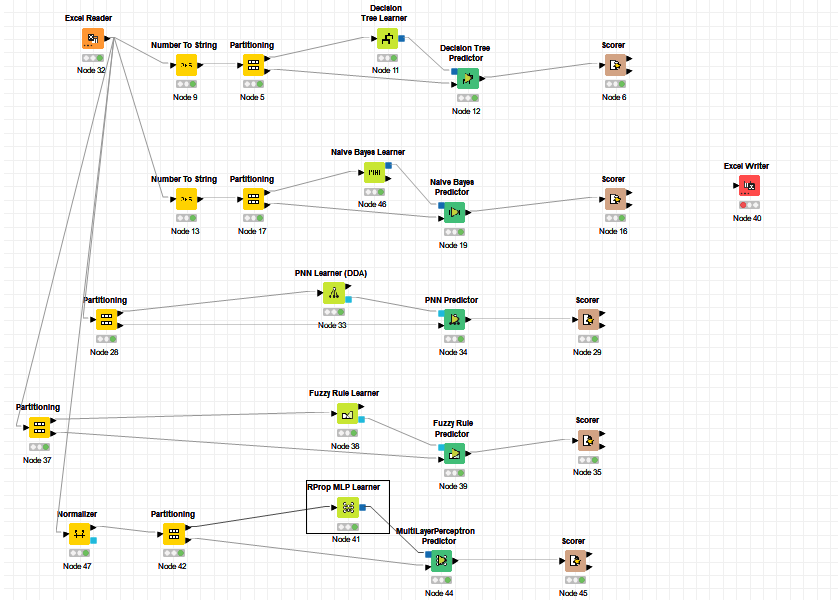 Excel Reader
Node 32
Number To String
Node 9
Partitioning
Node 5
Decision
Tree Learner
Node 11
Decision Tree
Predictor
Node 12
Scorer
Node 6
Number To String
Node 13
Partitioning
Node 17
Naive Bayes Learner
Node 46
Naive Bayes
Predictor
Node 19
Scorer
Node 16
Excel Writer
Node 40
Partitioning
Node 28
PNN Learner (DDA)
Node 33
PNN Predictor
Node 34
Scorer
Node 29
Partitioning
Node 37
Fuzzy Rule Learner
Node 38
Fuzzy Rule
Predictor
Node 39
Scorer
Node 35
Normalizer
Node 47
Partitioning
Node 42
RProp MLP Learner
Node 41
MultiLayerPerceptron
Predictor
Node 44
Scorer
Node 45